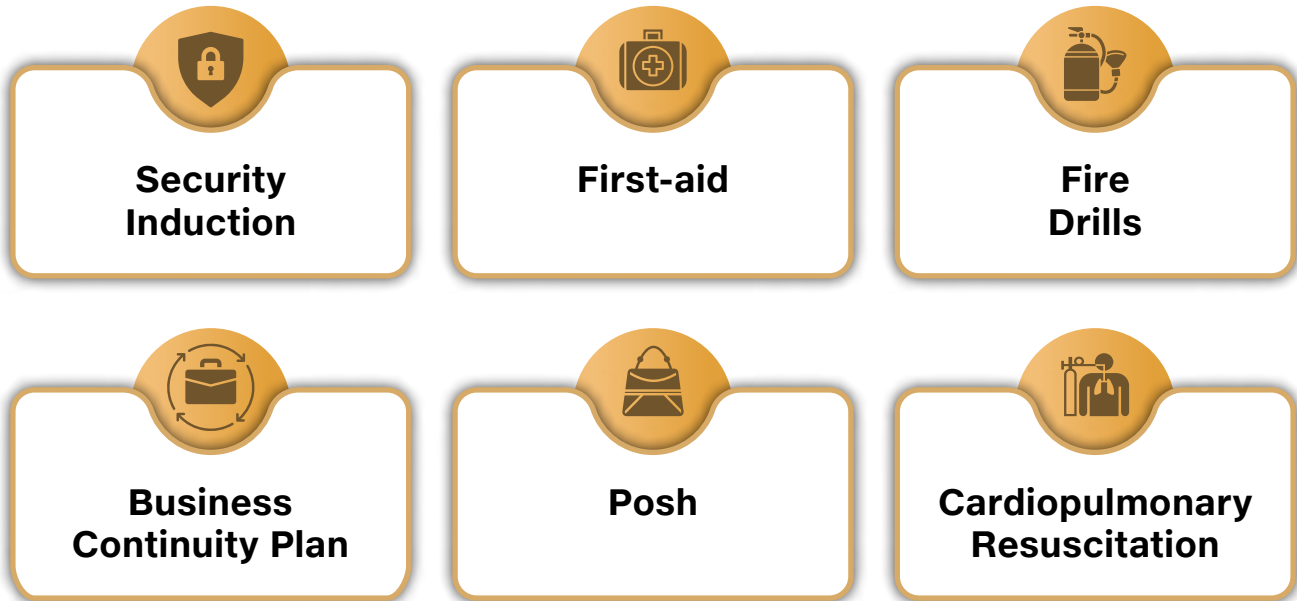 Security
Induction
First-aid
Fire
Drills
Business
Continuity Plan
Posh
Cardiopulmonary
Resuscitation